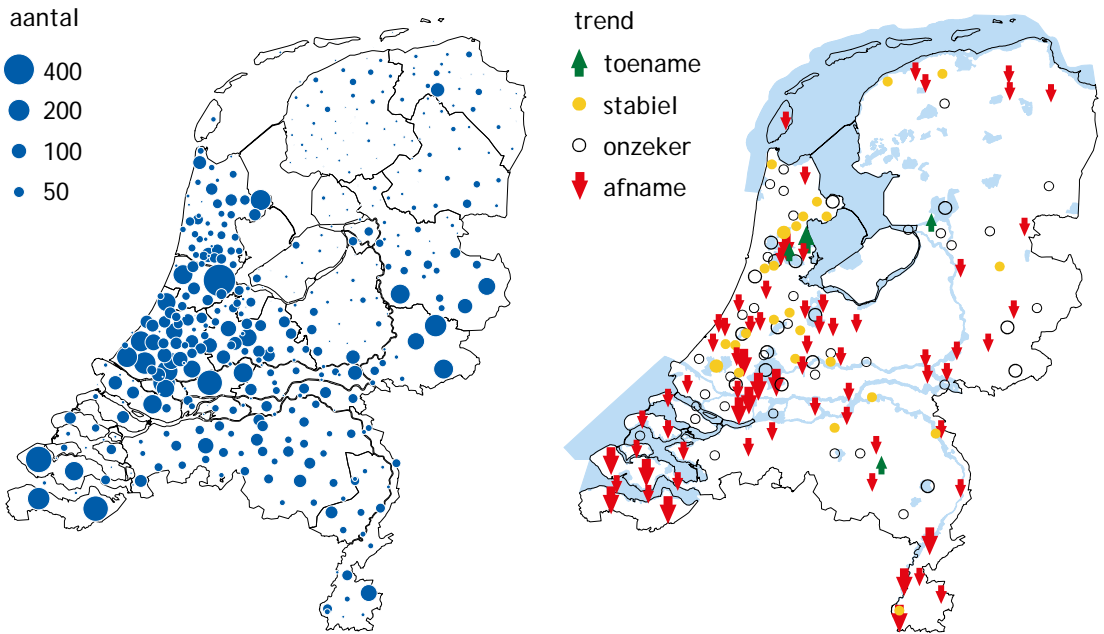 aantal
400
200
100
50
trend
toename
stabiel
onzeker
afname